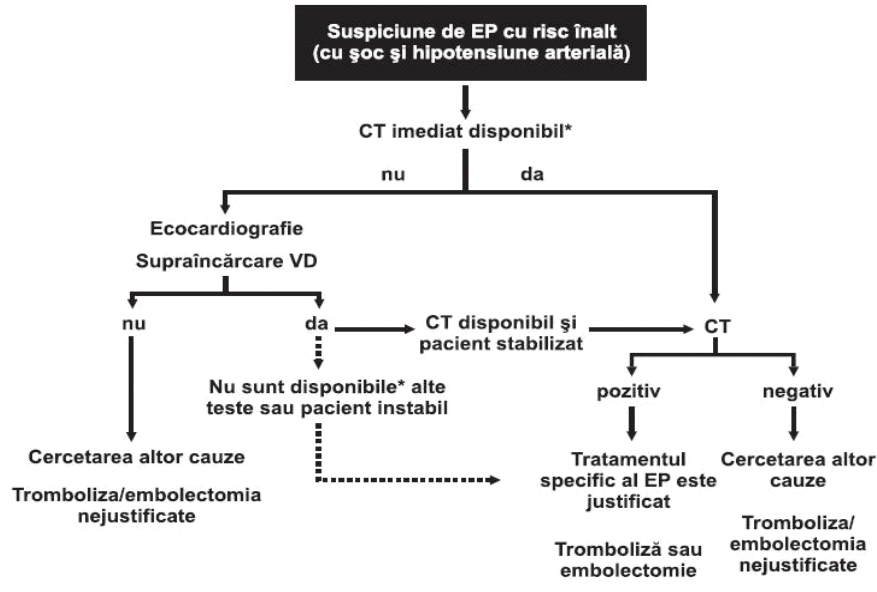 Suspiciune de EP cu risc înalt
(cu şoc şi hipotensiune arterială)
CT imediat disponibil*
nu
da
Ecocardiografie
Supraîncărcare VD
nu
da
CT disponibil şi
pacient stabilizat
CT
Nu sunt disponibile* alte
teste sau pacient instabil
pozitiv
negativ
Cercetarea altor cauze
Tromboliza/embolectomia
nejustificate
Tratamentul
specific al EP este
justificat
Tromboliză sau
embolectomie
Cercetarea altor
cauze
Tromboliza/
embolectomia
nejustificate